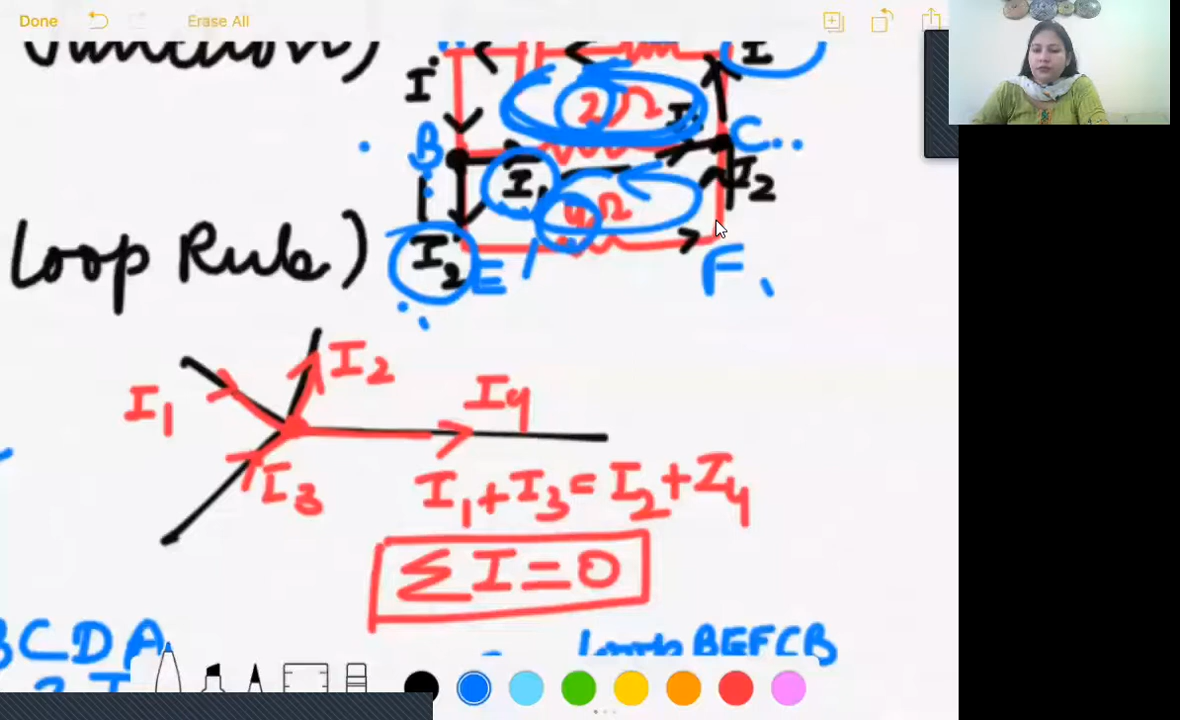 Done Erase All
(Junction) I
I 2Ω I
B C
I1 I2
4Ω
Loop Rule) I2 E F
I2
I1 I4
I3
I1+I3=I2+I4
ΣI=0
BCDA loop BEFCB